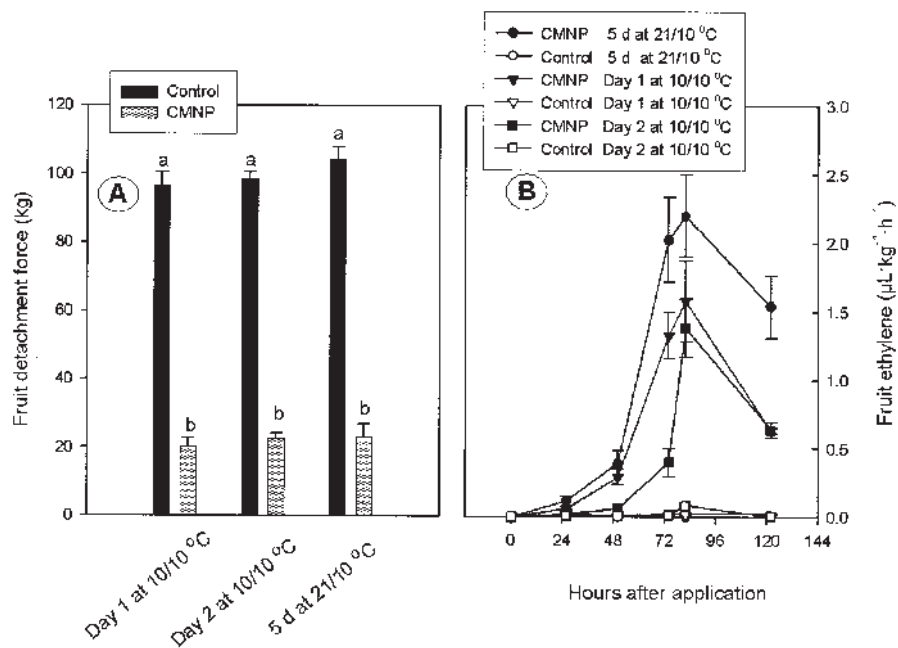 Control
CMNP
CMNP 5 d at 21/10 °C
Control 5 d at 21/10 °C
CMNP Day 1 at 10/10 °C
Control Day 1 at 10/10 °C
CMNP Day 2 at 10/10 °C
Control Day 2 at 10/10 °C
A
B
Fruit detachment force (kg)
120
100
80
60
40
20
0
a
a
a
b
b
b
Day 1 at 10/10 °C
Day 2 at 10/10 °C
5 d at 21/10 °C
3.0
2.5
2.0
1.5
1.0
0.5
0.0
Fruit ethylene (µL·kg⁻¹·h⁻¹)
0 24 48 72 96 120 144
Hours after application